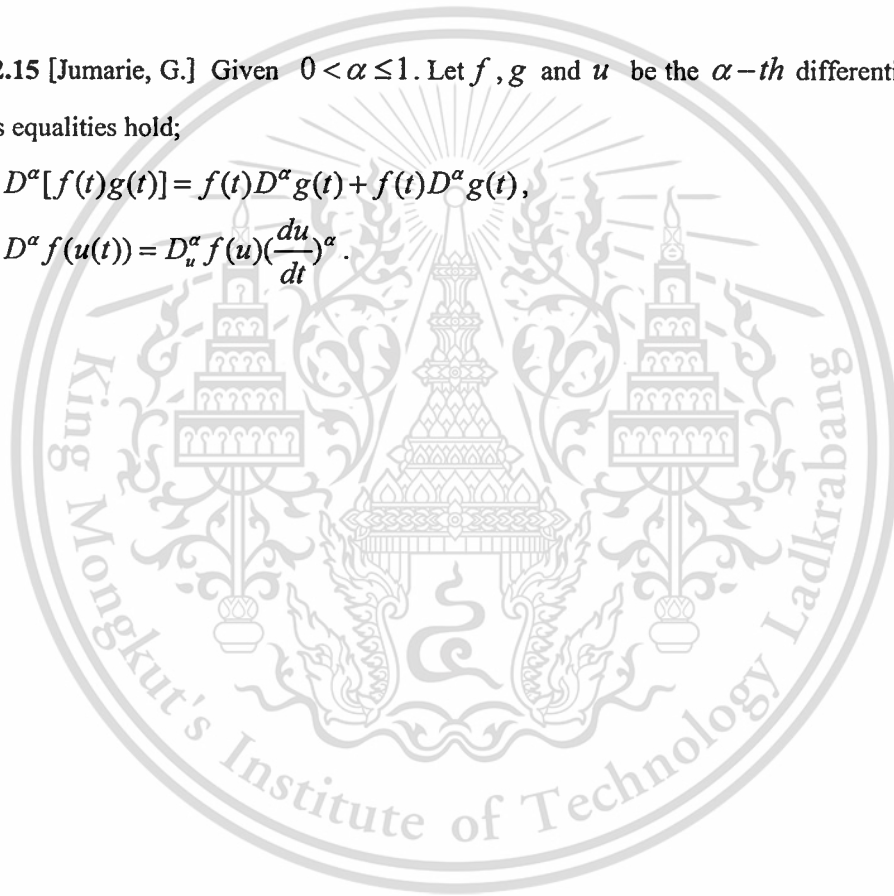 2.15 [Jumarie, G.] Given 0 < α ≤ 1. Let f , g and u be the α − th differenti
s equalities hold;
D^α[f(t)g(t)] = f(t)D^α g(t) + f(t)D^α g(t),
D^α f(u(t)) = D_u^α f(u)(du/dt)^α .
King Mongkut's Institute of Technology Ladkrabang